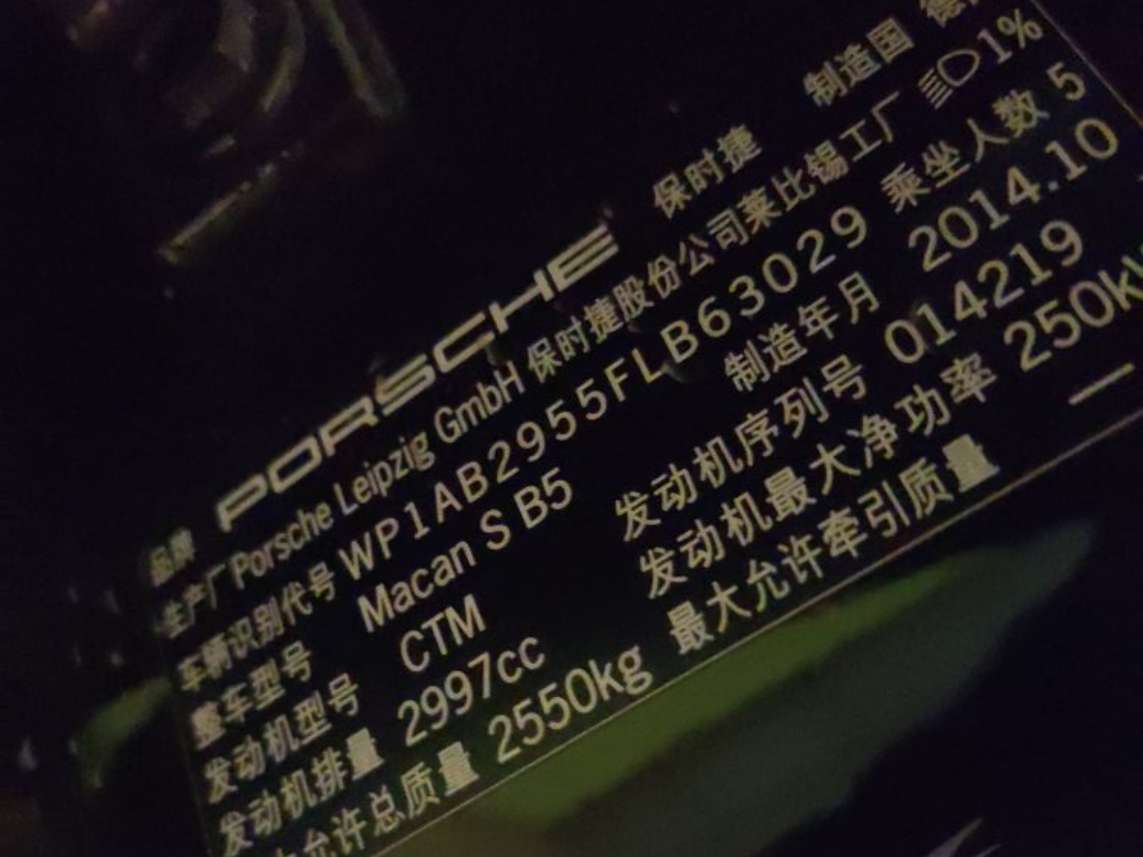 品牌 PORSCHE 保时捷 制造国 德
生产厂 Porsche Leipzig GmbH 保时捷股份公司莱比锡工厂 1%
车辆识别代号 WP1AB2955FLB63029 乘坐人数 5
整车型号 Macan S B5 制造年月 2014.10
发动机型号 CTM 发动机序列号 014219
发动机排量 2997cc 发动机最大净功率 250k
允许总质量 2550kg 最大允许牵引质量 —